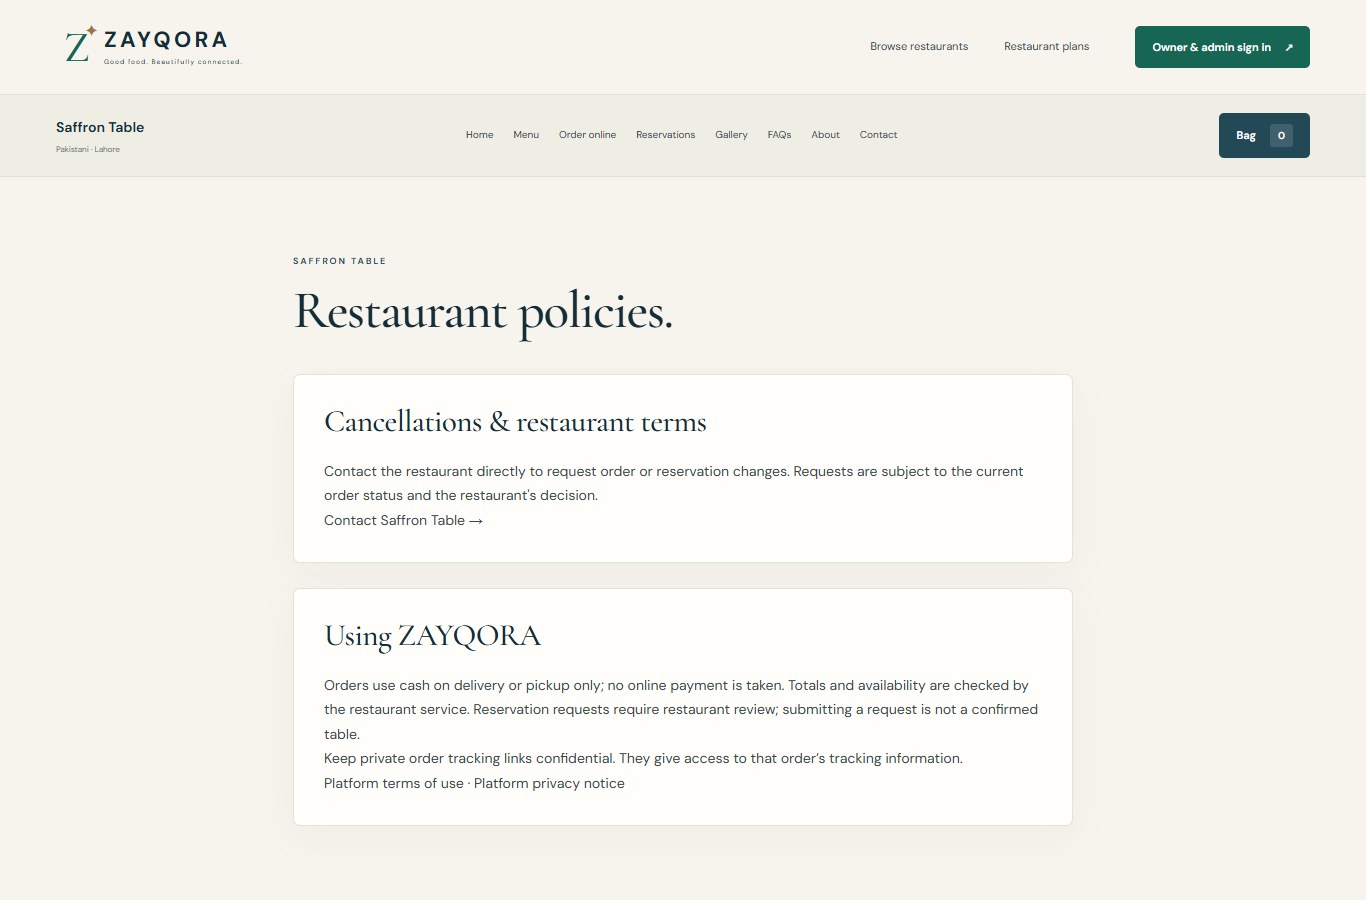 ZAYQORA
Good food. Beautifully connected.
Browse restaurants
Restaurant plans
Owner & admin sign in ↗
Saffron Table
Pakistani · Lahore
Home
Menu
Order online
Reservations
Gallery
FAQs
About
Contact
Bag 0
SAFFRON TABLE
Restaurant policies.
Cancellations & restaurant terms
Contact the restaurant directly to request order or reservation changes. Requests are subject to the current
order status and the restaurant's decision.
Contact Saffron Table →
Using ZAYQORA
Orders use cash on delivery or pickup only; no online payment is taken. Totals and availability are checked by
the restaurant service. Reservation requests require restaurant review; submitting a request is not a confirmed
table.
Keep private order tracking links confidential. They give access to that order’s tracking information.
Platform terms of use · Platform privacy notice